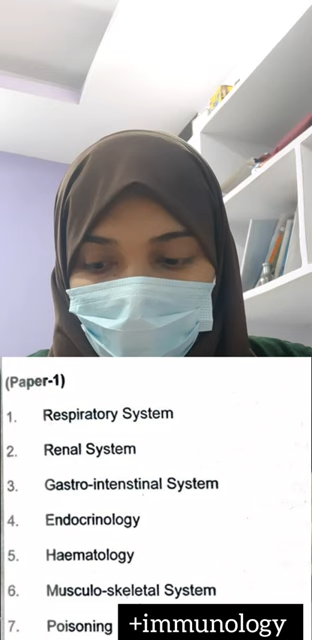 (Paper-1)
1. Respiratory System
2. Renal System
3. Gastro-intenstinal System
4. Endocrinology
5. Haematology
6. Musculo-skeletal System
7. Poisoning +immunology